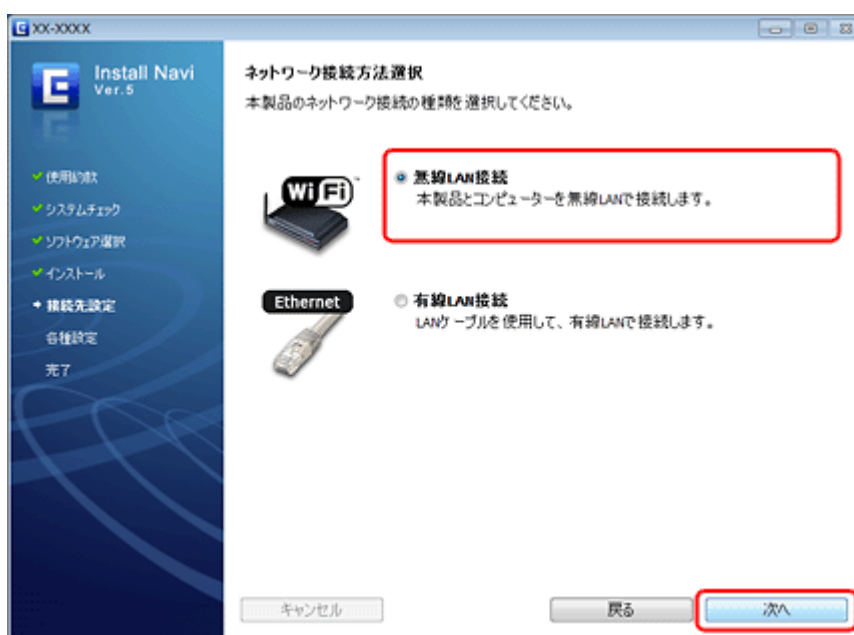 XX-XXXX
Install Navi
Ver.5
使用約款
システムチェック
ソフトウェア選択
インストール
接続先設定
各種設定
完了
ネットワーク接続方法選択
本製品のネットワーク接続の種類を選択してください。
Wi Fi
無線LAN接続
本製品とコンピューターを無線LANで接続します。
Ethernet
有線LAN接続
LANケーブルを使用して、有線LANで接続します。
キャンセル
戻る
次へ